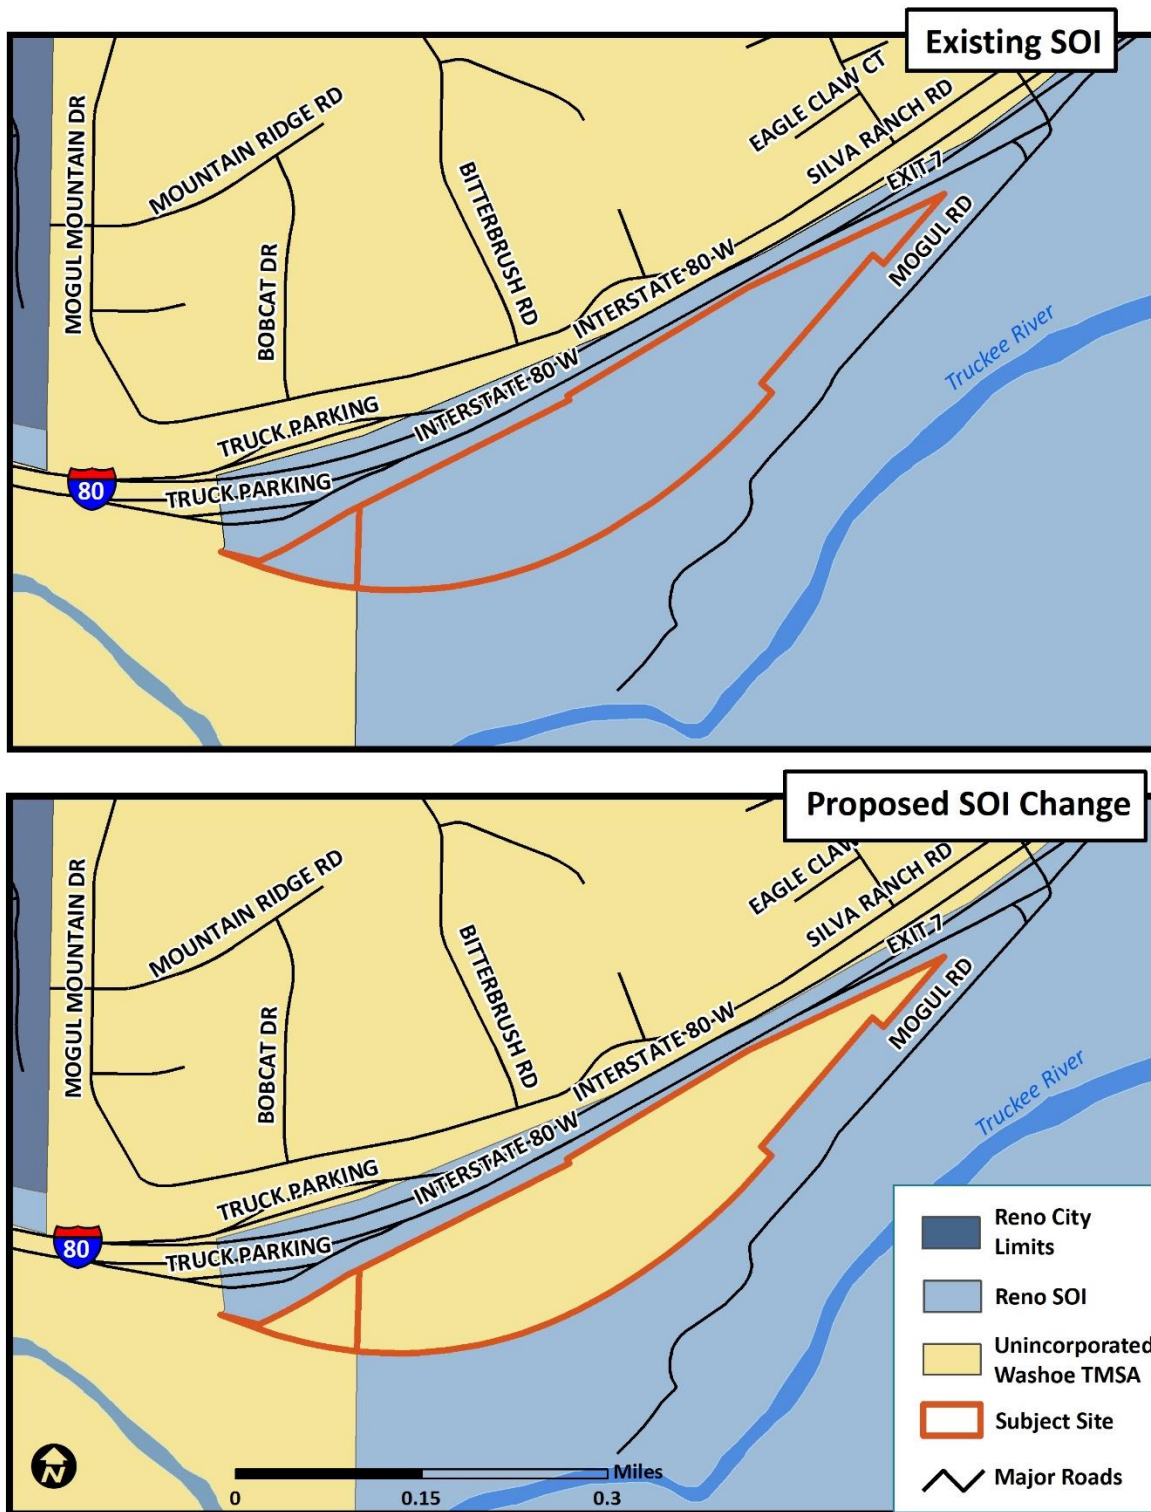 Existing SOI
MOGUL MOUNTAIN DR
MOUNTAIN RIDGE RD
BOBCAT DR
BITTERBRUSH RD
EAGLE CLAW CT
SILVA RANCH RD
EXIT 7
MOGUL RD
INTERSTATE 80 W
INTERSTATE 80 W
TRUCK PARKING
TRUCK PARKING
80
Truckee River
Proposed SOI Change
MOGUL MOUNTAIN DR
MOUNTAIN RIDGE RD
BOBCAT DR
BITTERBRUSH RD
EAGLE CLAW
SILVA RANCH RD
EXIT 7
MOGUL RD
INTERSTATE 80 W
INTERSTATE 80 W
TRUCK PARKING
TRUCK PARKING
80
Truckee River
Reno City
Limits
Reno SOI
Unincorporated
Washoe TMSA
Subject Site
Major Roads
N
Miles
0 0.15 0.3